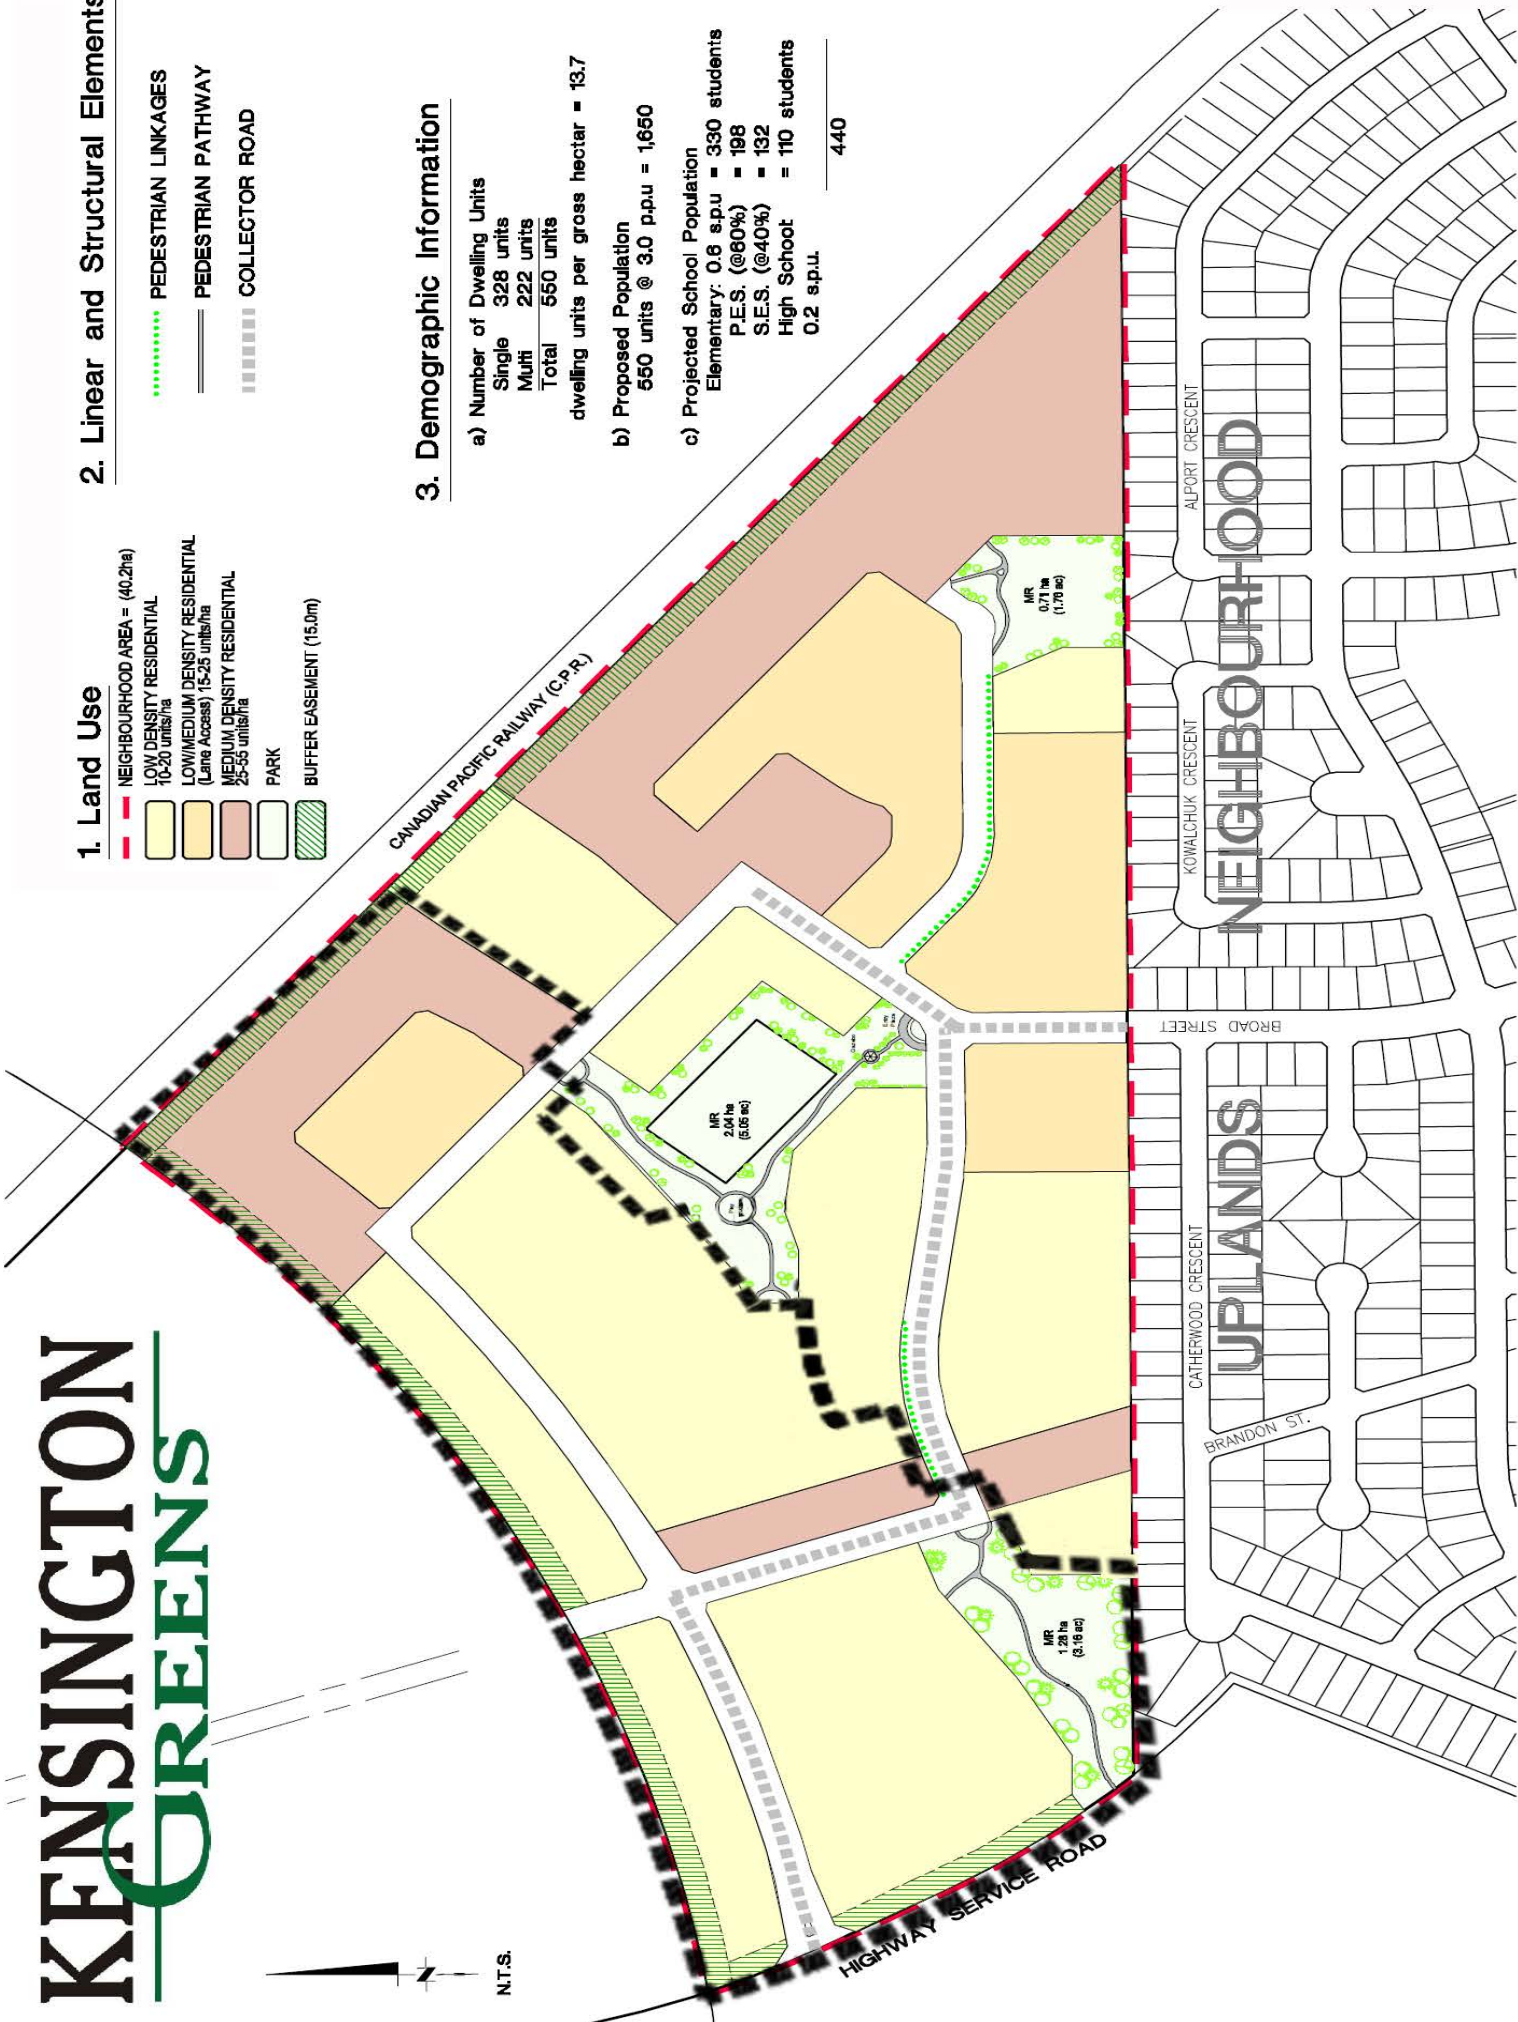 KENSINGTON
GREENS
N.T.S.
1. Land Use
NEIGHBOURHOOD AREA = (40.2ha)
LOW DENSITY RESIDENTIAL
10-20 units/ha
LOW/MEDIUM DENSITY RESIDENTIAL
(Lane Access) 15-25 units/ha
MEDIUM DENSITY RESIDENTIAL
25-55 units/ha
PARK
BUFFER EASEMENT (15.0m)
2. Linear and Structural Elements
PEDESTRIAN LINKAGES
PEDESTRIAN PATHWAY
COLLECTOR ROAD
3. Demographic Information
a) Number of Dwelling Units
Single 328 units
Multi 222 units
Total 550 units
dwelling units per gross hectar = 13.7
b) Proposed Population
550 units @ 3.0 p.p.u = 1,650
c) Projected School Population
Elementary: 0.6 s.p.u = 330 students
P.E.S. (@60%) = 198
S.E.S. (@40%) = 132
High School: = 110 students
0.2 s.p.u.
440
CANADIAN PACIFIC RAILWAY (C.P.R.)
MR
2.04 ha
(5.05 ac)
MR
0.71 ha
(1.76 ac)
MR
1.28 ha
(3.16 ac)
HIGHWAY SERVICE ROAD
BRANDON ST.
CATHERWOOD CRESCENT
BROAD STREET
KOWALCHUK CRESCENT
ALPORT CRESCENT
UPLANDS
NEIGHBOURHOOD